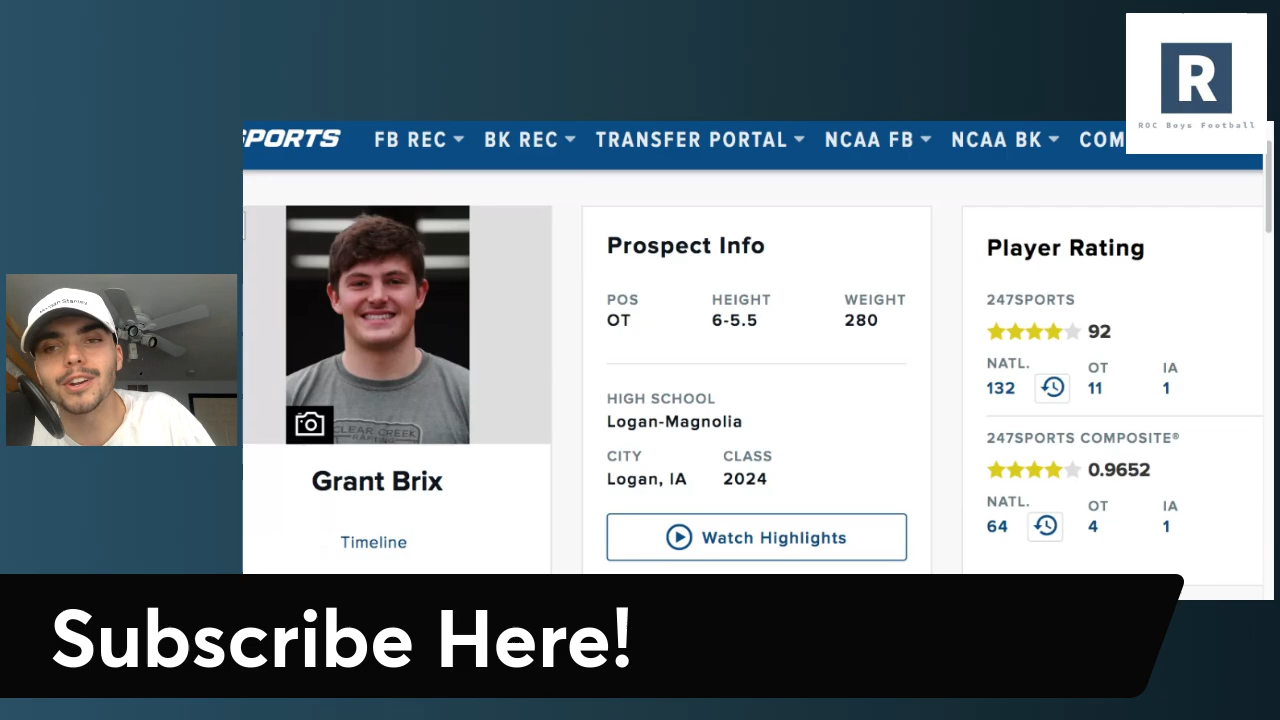 R
ROC Boys Football
SPORTS FB REC BK REC TRANSFER PORTAL NCAA FB NCAA BK COM
Prospect Info
POS HEIGHT WEIGHT
OT 6-5.5 280
HIGH SCHOOL
Logan-Magnolia
CITY CLASS
Logan, IA 2024
Watch Highlights
Player Rating
247SPORTS
92
NATL. OT IA
132 11 1
247SPORTS COMPOSITE®
0.9652
NATL. OT IA
64 4 1
CLEAR CREEK
Grant Brix
Timeline
Subscribe Here!